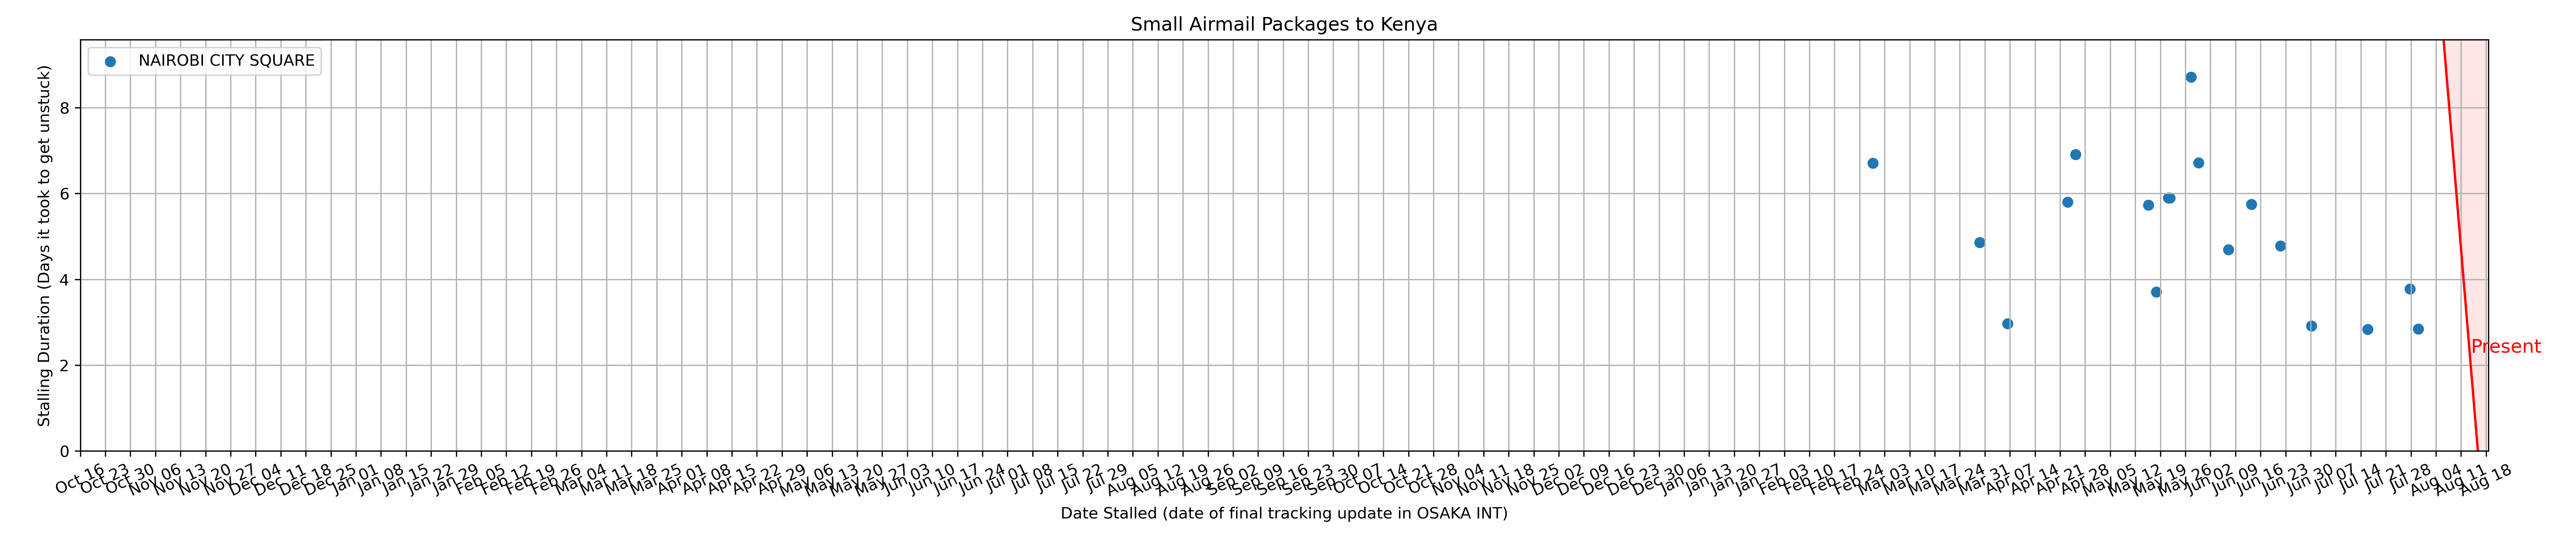 Small Airmail Packages to Kenya
NAIROBI CITY SQUARE
Stalling Duration (Days it took to get unstuck)
8
6
4
2
0
Present
Oct 16
Oct 23
Oct 30
Nov 06
Nov 13
Nov 20
Nov 27
Dec 04
Dec 11
Dec 18
Dec 25
Jan 01
Jan 08
Jan 15
Jan 22
Jan 29
Feb 05
Feb 12
Feb 19
Feb 26
Mar 04
Mar 11
Mar 18
Mar 25
Apr 01
Apr 08
Apr 15
Apr 22
Apr 29
May 06
May 13
May 20
May 27
Jun 03
Jun 10
Jun 17
Jun 24
Jul 01
Jul 08
Jul 15
Jul 22
Jul 29
Aug 05
Aug 12
Aug 19
Aug 26
Sep 02
Sep 09
Sep 16
Sep 23
Sep 30
Oct 07
Oct 14
Oct 21
Oct 28
Nov 04
Nov 11
Nov 18
Nov 25
Dec 02
Dec 09
Dec 16
Dec 23
Dec 30
Jan 06
Jan 13
Jan 20
Jan 27
Feb 03
Feb 10
Feb 17
Feb 24
Mar 03
Mar 10
Mar 17
Mar 24
Mar 31
Apr 07
Apr 14
Apr 21
Apr 28
May 05
May 12
May 19
May 26
Jun 02
Jun 09
Jun 16
Jun 23
Jun 30
Jul 07
Jul 14
Jul 21
Jul 28
Aug 04
Aug 11
Aug 18
Date Stalled (date of final tracking update in OSAKA INT)